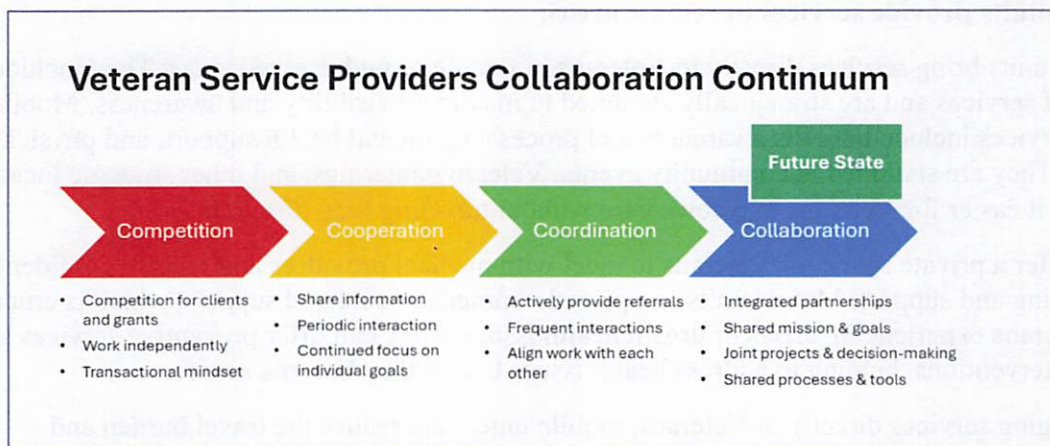 Veteran Service Providers Collaboration Continuum
Future State
Competition
Cooperation
Coordination
Collaboration
• Competition for clients
and grants
• Work independently
• Transactional mindset
• Share information
• Periodic interaction
• Continued focus on
individual goals
• Actively provide referrals
• Frequent interactions
• Align work with each
other
• Integrated partnerships
• Shared mission & goals
• Joint projects & decision-making
• Shared processes & tools